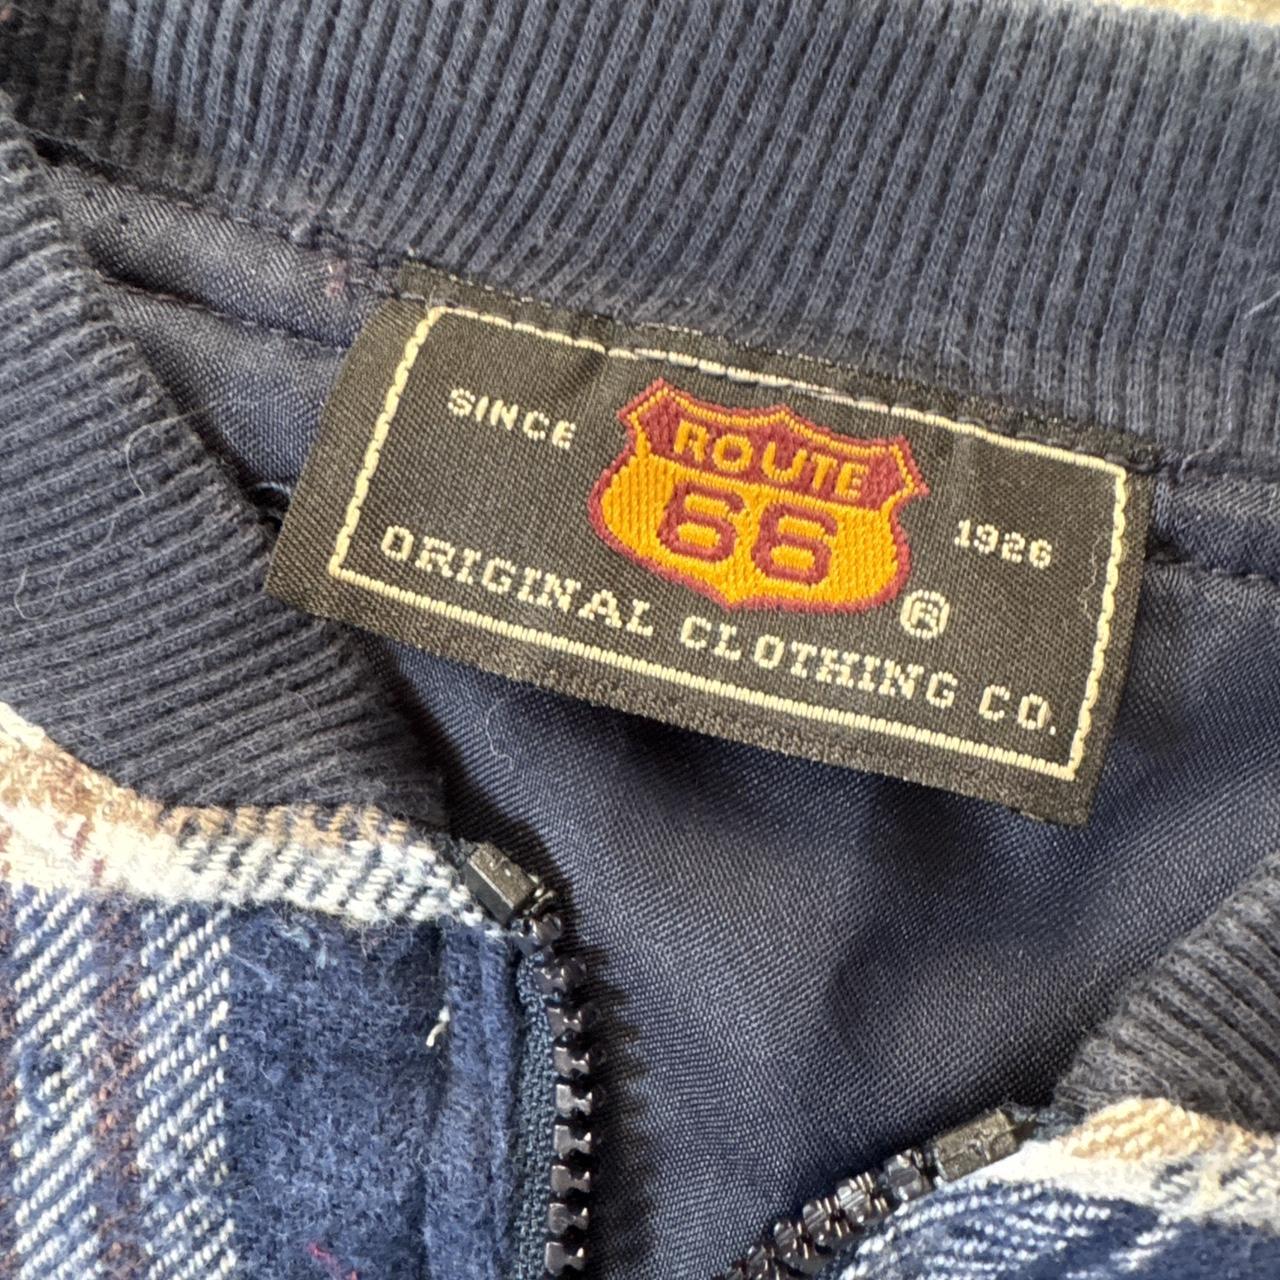 SINCE
ROUTE
66
1926
®
ORIGINAL CLOTHING CO.